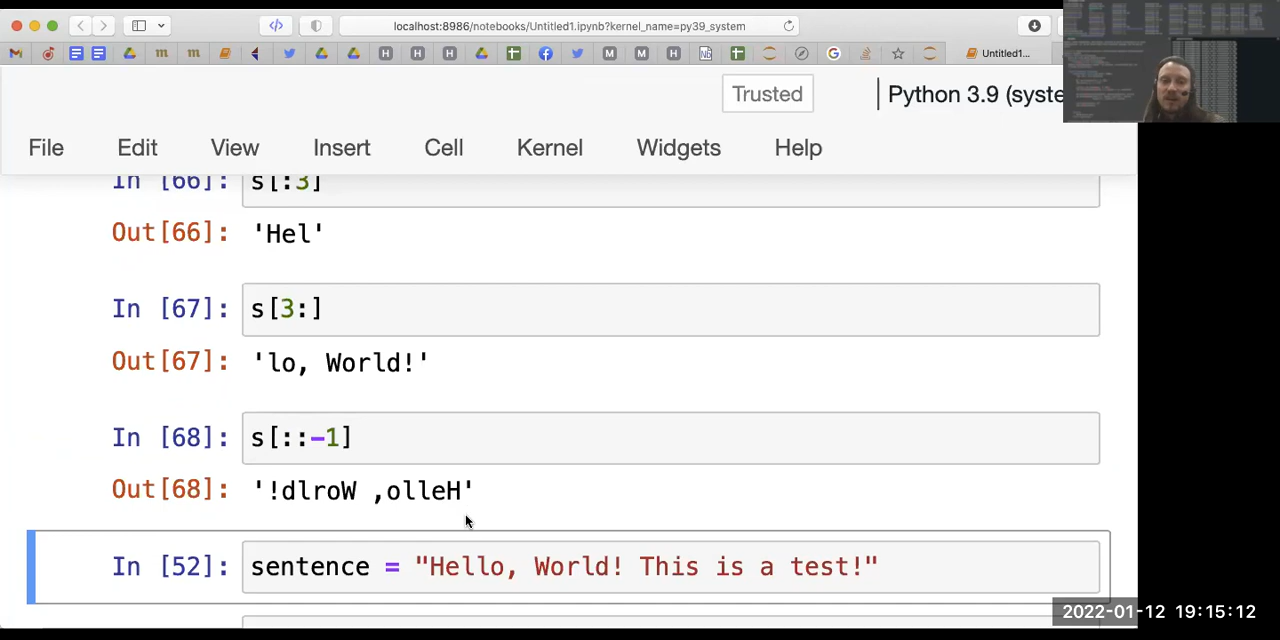 localhost:8986/notebooks/Untitled1.ipynb?kernel_name=py39_system
Untitled1...
Trusted
Python 3.9 (syste
File Edit View Insert Cell Kernel Widgets Help
In [66]: s[:3]
Out[66]: 'Hel'
In [67]: s[3:]
Out[67]: 'lo, World!'
In [68]: s[::-1]
Out[68]: '!dlroW ,olleH'
In [52]: sentence = "Hello, World! This is a test!"
2022-01-12 19:15:12